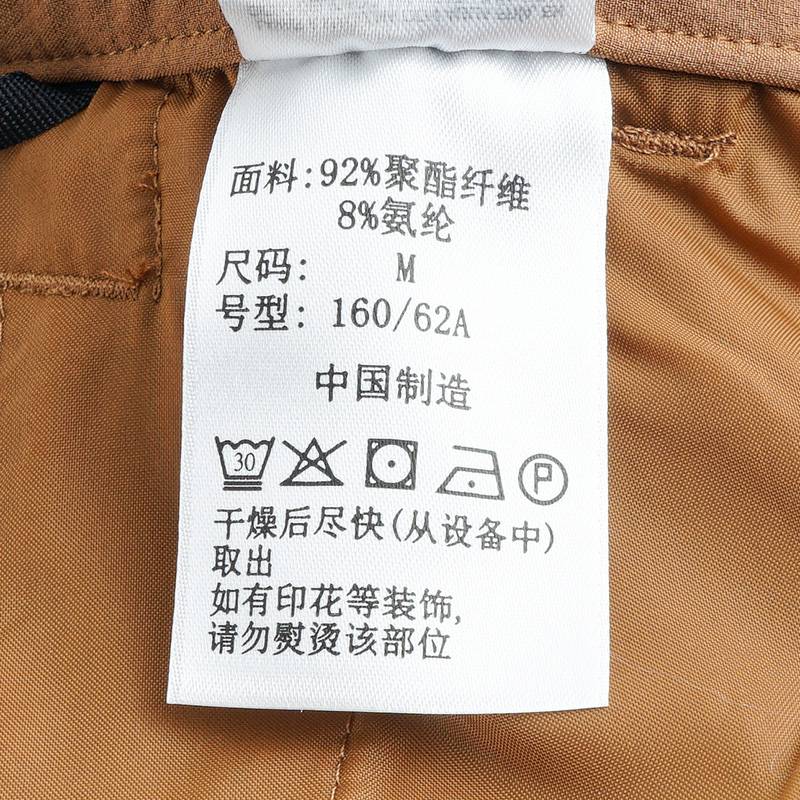 面料:92%聚酯纤维
8%氨纶
尺码: M
号型: 160/62A
中国制造
30 P
干燥后尽快(从设备中)
取出
如有印花等装饰,
请勿熨烫该部位